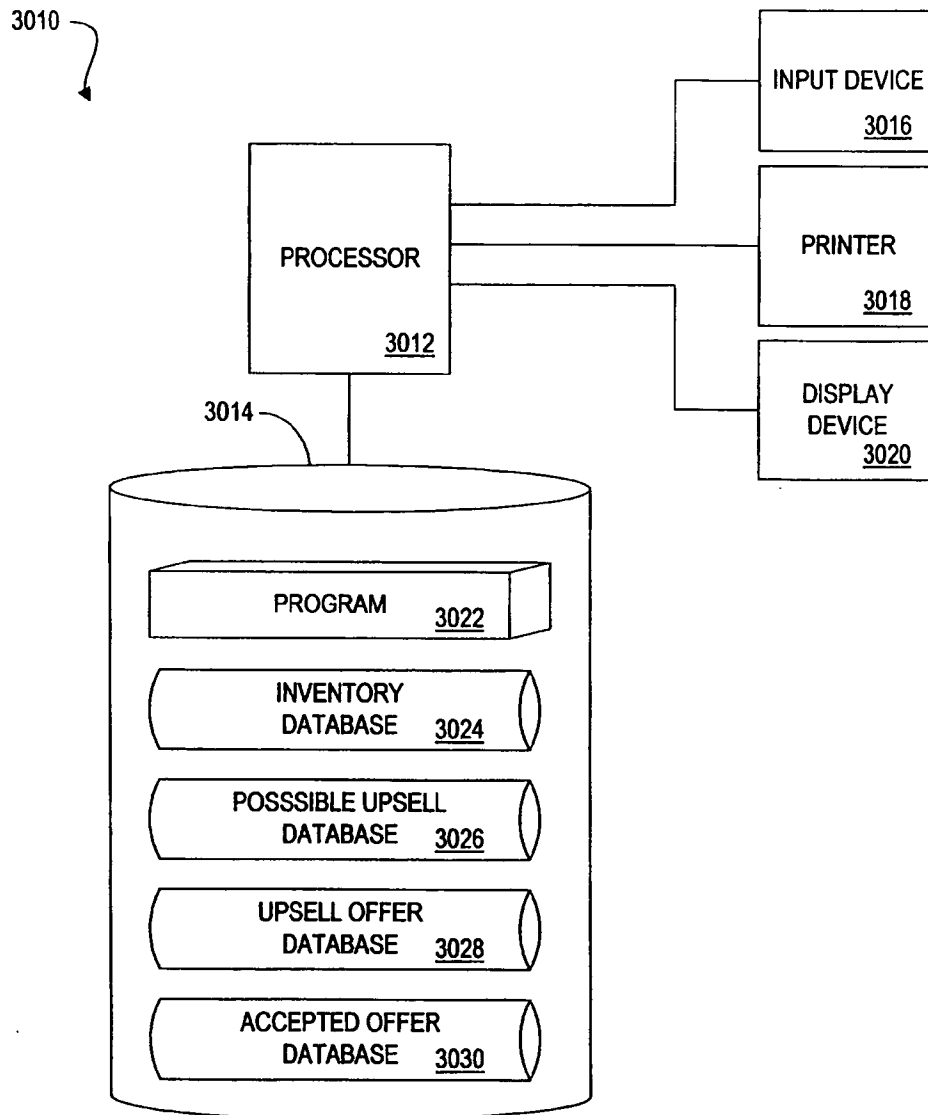 3010
INPUT DEVICE
3016
PROCESSOR
3012
PRINTER
3018
DISPLAY
DEVICE
3020
3014
PROGRAM
3022
INVENTORY
DATABASE
3024
POSSSIBLE UPSELL
DATABASE
3026
UPSELL OFFER
DATABASE
3028
ACCEPTED OFFER
DATABASE
3030